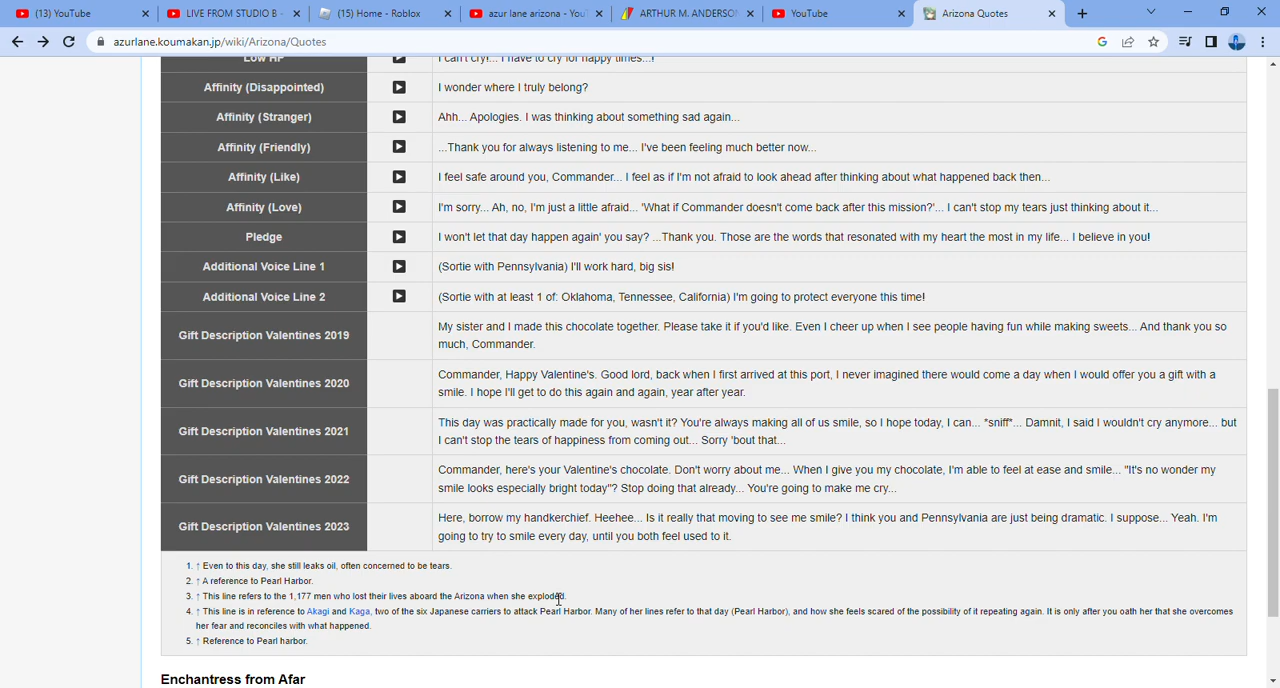 (13) YouTube
LIVE FROM STUDIO B -
(15) Home - Roblox
azur lane arizona - You
ARTHUR M. ANDERSON
YouTube
Arizona Quotes
azurlane.koumakan.jp/wiki/Arizona/Quotes
Low HP I can't cry!... I have to cry for happy times...!
Affinity (Disappointed) I wonder where I truly belong?
Affinity (Stranger) Ahh... Apologies. I was thinking about something sad again...
Affinity (Friendly) ...Thank you for always listening to me... I've been feeling much better now...
Affinity (Like) I feel safe around you, Commander... I feel as if I'm not afraid to look ahead after thinking about what happened back then...
Affinity (Love) I'm sorry... Ah, no, I'm just a little afraid... 'What if Commander doesn't come back after this mission?'... I can't stop my tears just thinking about it...
Pledge I won't let that day happen again' you say? ...Thank you. Those are the words that resonated with my heart the most in my life... I believe in you!
Additional Voice Line 1 (Sortie with Pennsylvania) I'll work hard, big sis!
Additional Voice Line 2 (Sortie with at least 1 of: Oklahoma, Tennessee, California) I'm going to protect everyone this time!
Gift Description Valentines 2019 My sister and I made this chocolate together. Please take it if you'd like. Even I cheer up when I see people having fun while making sweets... And thank you so
much, Commander.
Gift Description Valentines 2020 Commander, Happy Valentine's. Good lord, back when I first arrived at this port, I never imagined there would come a day when I would offer you a gift with a
smile. I hope I'll get to do this again and again, year after year.
Gift Description Valentines 2021 This day was practically made for you, wasn't it? You're always making all of us smile, so I hope today, I can... *sniff*... Damnit, I said I wouldn't cry anymore... but
I can't stop the tears of happiness from coming out... Sorry 'bout that...
Gift Description Valentines 2022 Commander, here's your Valentine's chocolate. Don't worry about me... When I give you my chocolate, I'm able to feel at ease and smile... "It's no wonder my
smile looks especially bright today"? Stop doing that already... You're going to make me cry...
Gift Description Valentines 2023 Here, borrow my handkerchief. Heehee... Is it really that moving to see me smile? I think you and Pennsylvania are just being dramatic. I suppose... Yeah. I'm
going to try to smile every day, until you both feel used to it.
1. ↑ Even to this day, she still leaks oil, often concerned to be tears.
2. ↑ A reference to Pearl Harbor.
3. ↑ This line refers to the 1,177 men who lost their lives aboard the Arizona when she exploded.
4. ↑ This line is in reference to Akagi and Kaga, two of the six Japanese carriers to attack Pearl Harbor. Many of her lines refer to that day (Pearl Harbor), and how she feels scared of the possibility of it repeating again. It is only after you oath her that she overcomes
her fear and reconciles with what happened.
5. ↑ Reference to Pearl harbor.
Enchantress from Afar